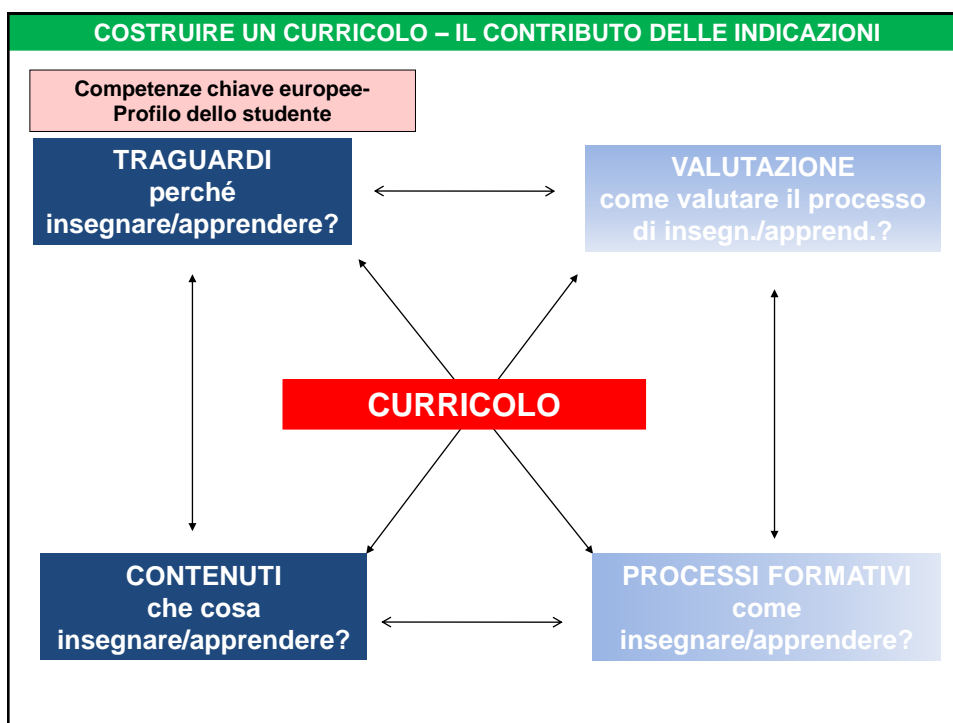 COSTRUIRE UN CURRICOLO – IL CONTRIBUTO DELLE INDICAZIONI
Competenze chiave europee-
Profilo dello studente
TRAGUARDI
perché
insegnare/apprendere?
VALUTAZIONE
come valutare il processo
di insegn./apprend.?
CURRICOLO
CONTENUTI
che cosa
insegnare/apprendere?
PROCESSI FORMATIVI
come
insegnare/apprendere?